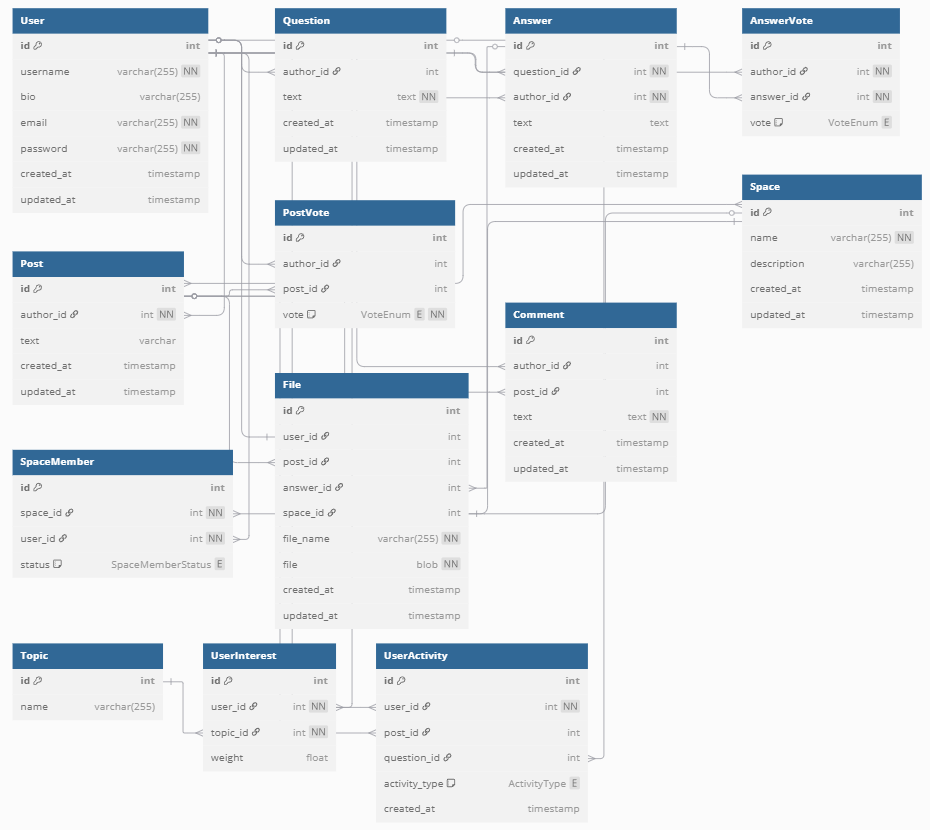 User
id int
username varchar(255) NN
bio varchar(255)
email varchar(255) NN
password varchar(255) NN
created_at timestamp
updated_at timestamp
Question
id int
author_id int
text text NN
created_at timestamp
updated_at timestamp
Answer
id int
question_id int NN
author_id int NN
text text
created_at timestamp
updated_at timestamp
AnswerVote
id int
author_id int NN
answer_id int NN
vote VoteEnum E
Space
id int
name varchar(255) NN
description varchar(255)
created_at timestamp
updated_at timestamp
PostVote
id int
author_id int
post_id int
vote VoteEnum E NN
Post
id int
author_id int NN
text varchar
created_at timestamp
updated_at timestamp
Comment
id int
author_id int
post_id int
text text NN
created_at timestamp
updated_at timestamp
File
id int
user_id int
post_id int
answer_id int
space_id int
file_name varchar(255) NN
file blob NN
created_at timestamp
updated_at timestamp
SpaceMember
id int
space_id int NN
user_id int NN
status SpaceMemberStatus E
Topic
id int
name varchar(255)
UserInterest
id int
user_id int NN
topic_id int NN
weight float
UserActivity
id int
user_id int NN
post_id int
question_id int
activity_type ActivityType E
created_at timestamp